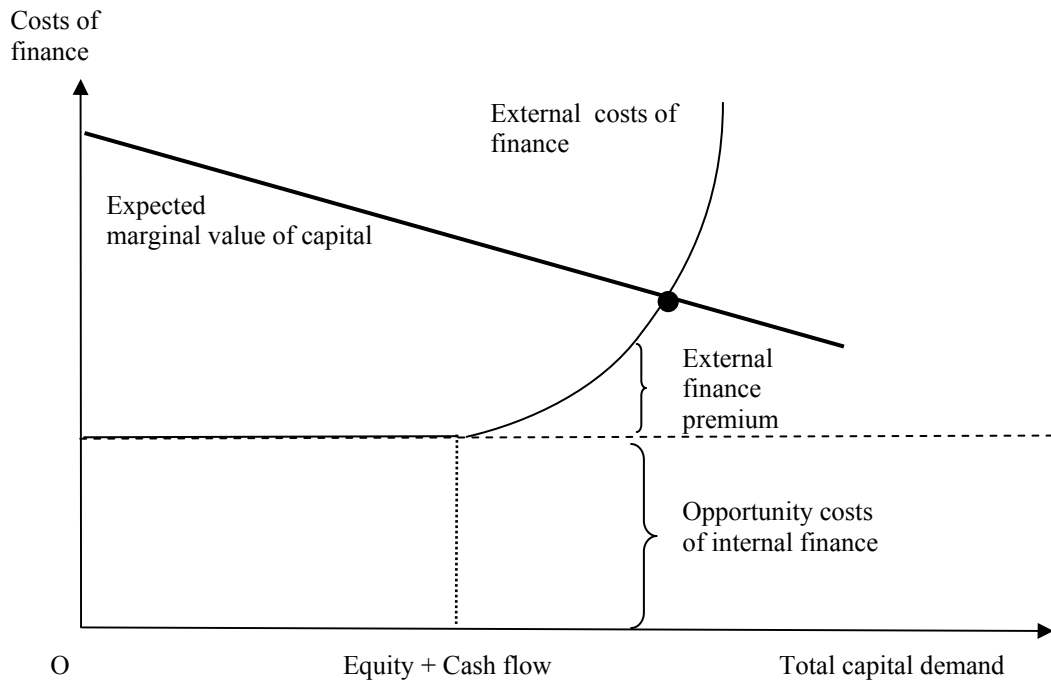 Costs of
finance
External costs of
finance
Expected
marginal value of capital
External
finance
premium
Opportunity costs
of internal finance
O Equity + Cash flow Total capital demand